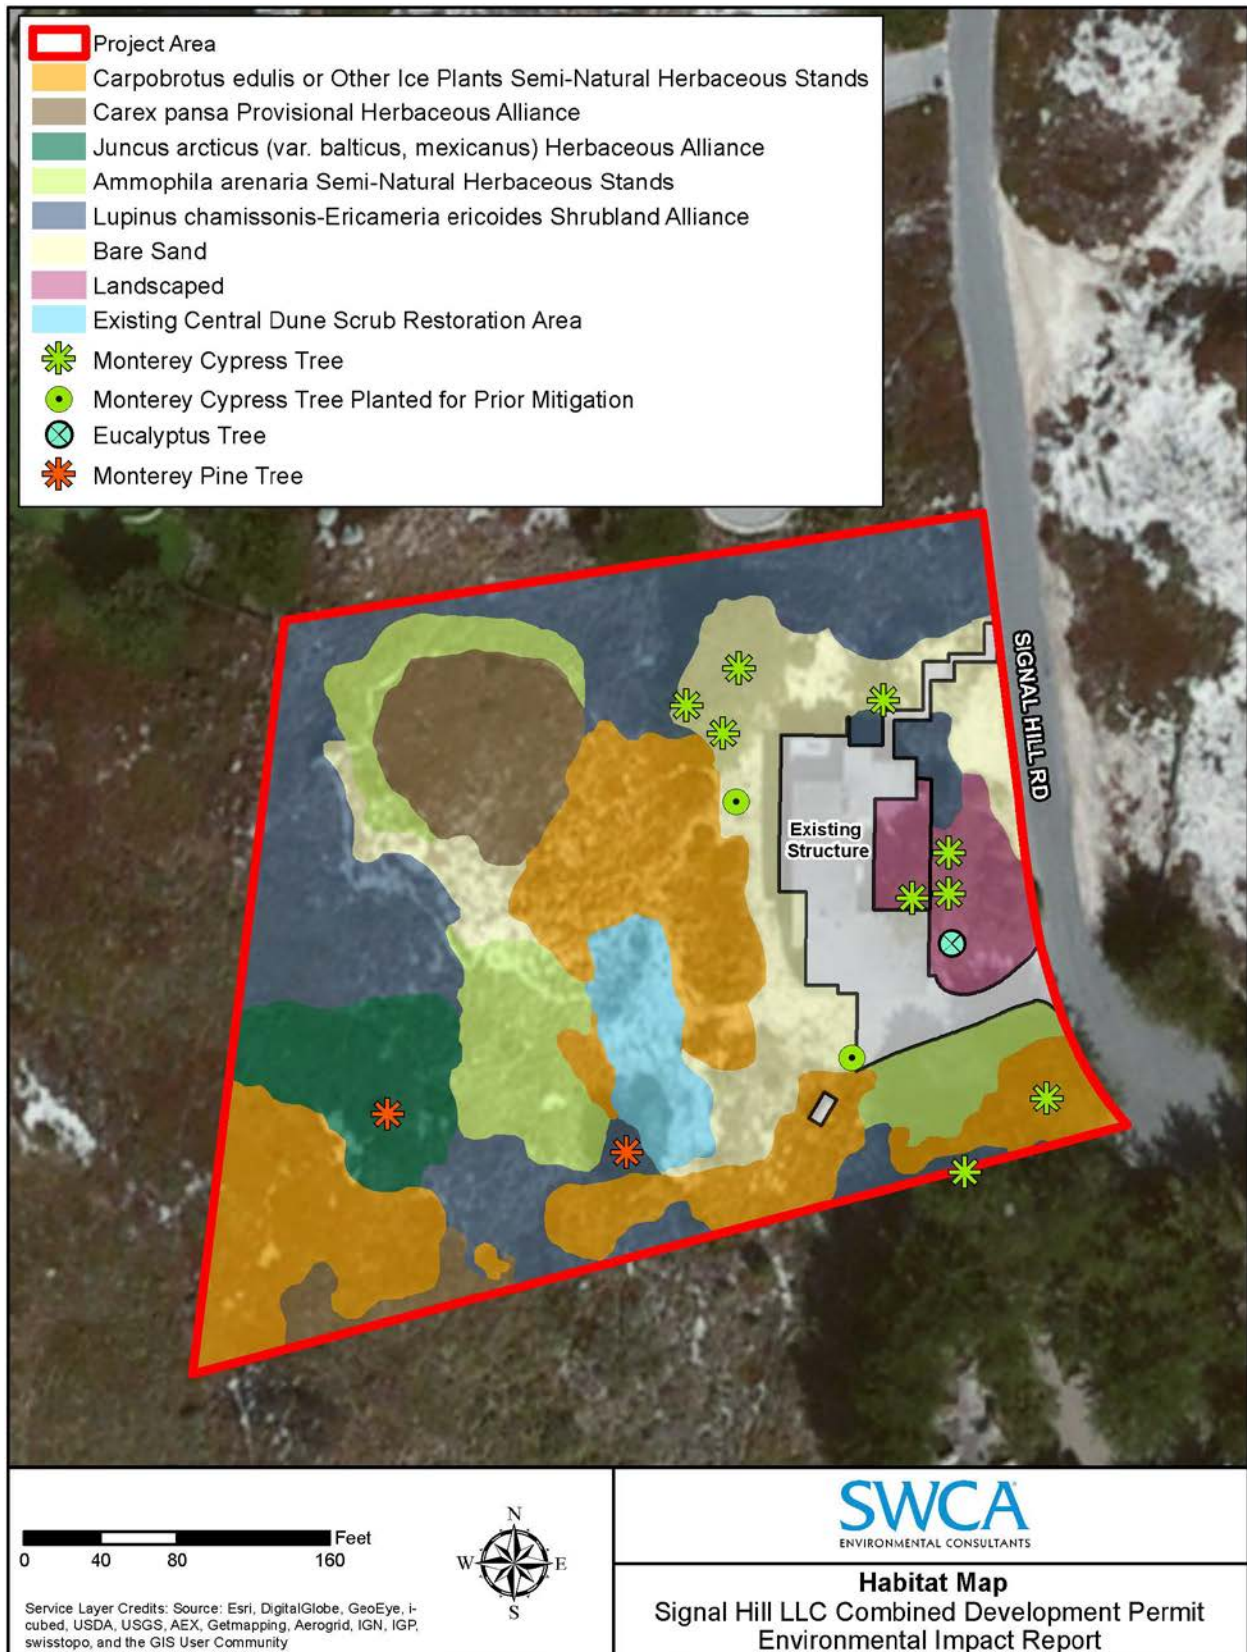 Project Area
Carpobrotus edulis or Other Ice Plants Semi-Natural Herbaceous Stands
Carex pansa Provisional Herbaceous Alliance
Juncus arcticus (var. balticus, mexicanus) Herbaceous Alliance
Ammophila arenaria Semi-Natural Herbaceous Stands
Lupinus chamissonis-Ericameria ericoides Shrubland Alliance
Bare Sand
Landscaped
Existing Central Dune Scrub Restoration Area
Monterey Cypress Tree
Monterey Cypress Tree Planted for Prior Mitigation
Eucalyptus Tree
Monterey Pine Tree
SIGNAL HILL RD
Existing
Structure
Feet
0 40 80 160
N
W E
S
Service Layer Credits: Source: Esri, DigitalGlobe, GeoEye, i-
cubed, USDA, USGS, AEX, Getmapping, Aerogrid, IGN, IGP,
swisstopo, and the GIS User Community
SWCA
ENVIRONMENTAL CONSULTANTS
Habitat Map
Signal Hill LLC Combined Development Permit
Environmental Impact Report